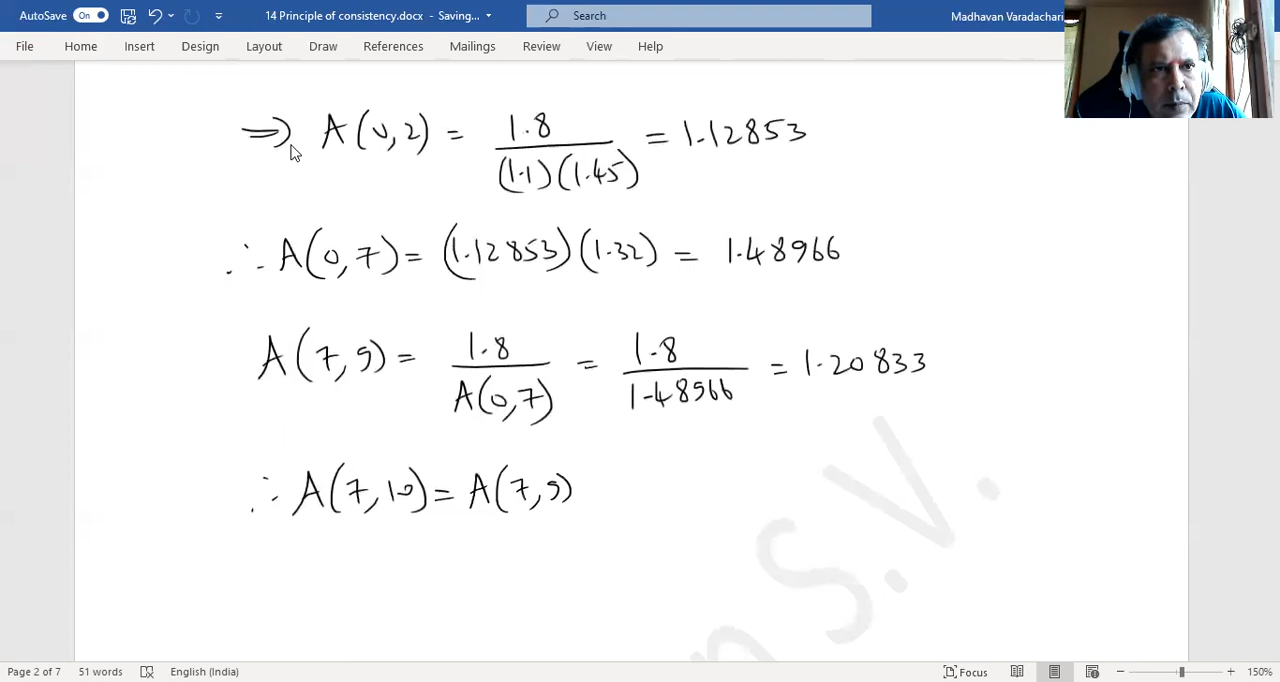 AutoSave On 14 Principle of consistency.docx - Saving... Search Madhavan Varadachari
File Home Insert Design Layout Draw References Mailings Review View Help
⇒ A(0,2) = 1.8 / (1.1)(1.45) = 1.12853
∴ A(0,7) = (1.12853)(1.32) = 1.48966
A(7,9) = 1.8 / A(0,7) = 1.8 / 1.48966 = 1.20833
∴ A(7,10) = A(7,9)
n S.V.
Page 2 of 7 51 words English (India) Focus 150%